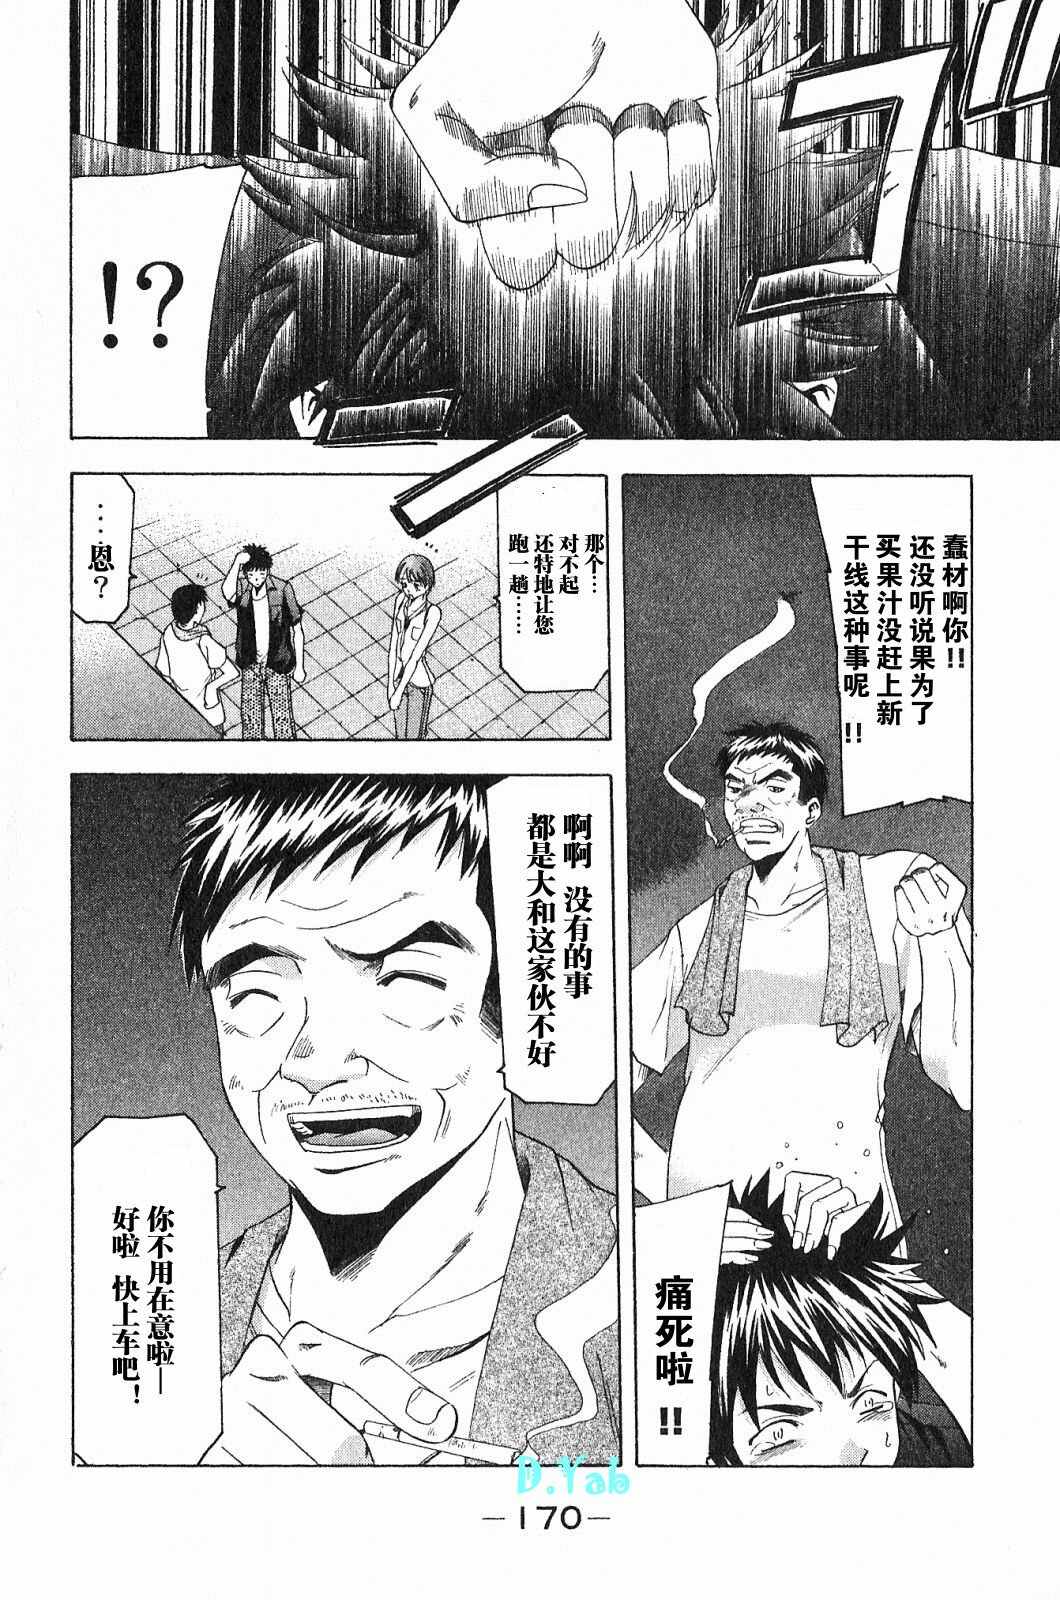 !?
蠢材啊你!!
还没听说果为了
买果汁没赶上新
干线这种事呢!!
痛死啦!!
那个…
对不起
还特地让您
跑一趟……
……恩?
啊啊 没有的事
都是大和这家伙不好
你不用在意啦—
好啦 快上车吧!
D.Yab
—170—